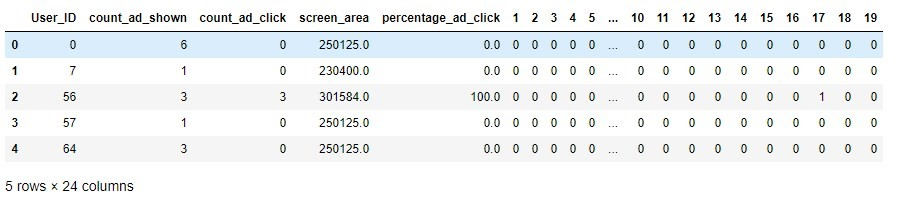 User_ID count_ad_shown count_ad_click screen_area percentage_ad_click 1 2 3 4 5 ... 10 11 12 13 14 15 16 17 18 19
0 0 6 0 250125.0 0.0 0 0 0 0 0 ... 0 0 0 0 0 0 0 0 0 0
1 7 1 0 230400.0 0.0 0 0 0 0 0 ... 0 0 0 0 0 0 0 0 0 0
2 56 3 3 301584.0 100.0 0 0 0 0 0 ... 0 0 0 0 0 0 0 1 0 0
3 57 1 0 250125.0 0.0 0 0 0 0 0 ... 0 0 0 0 0 0 0 0 0 0
4 64 3 0 250125.0 0.0 0 0 0 0 0 ... 0 0 0 0 0 0 0 0 0 0
5 rows × 24 columns